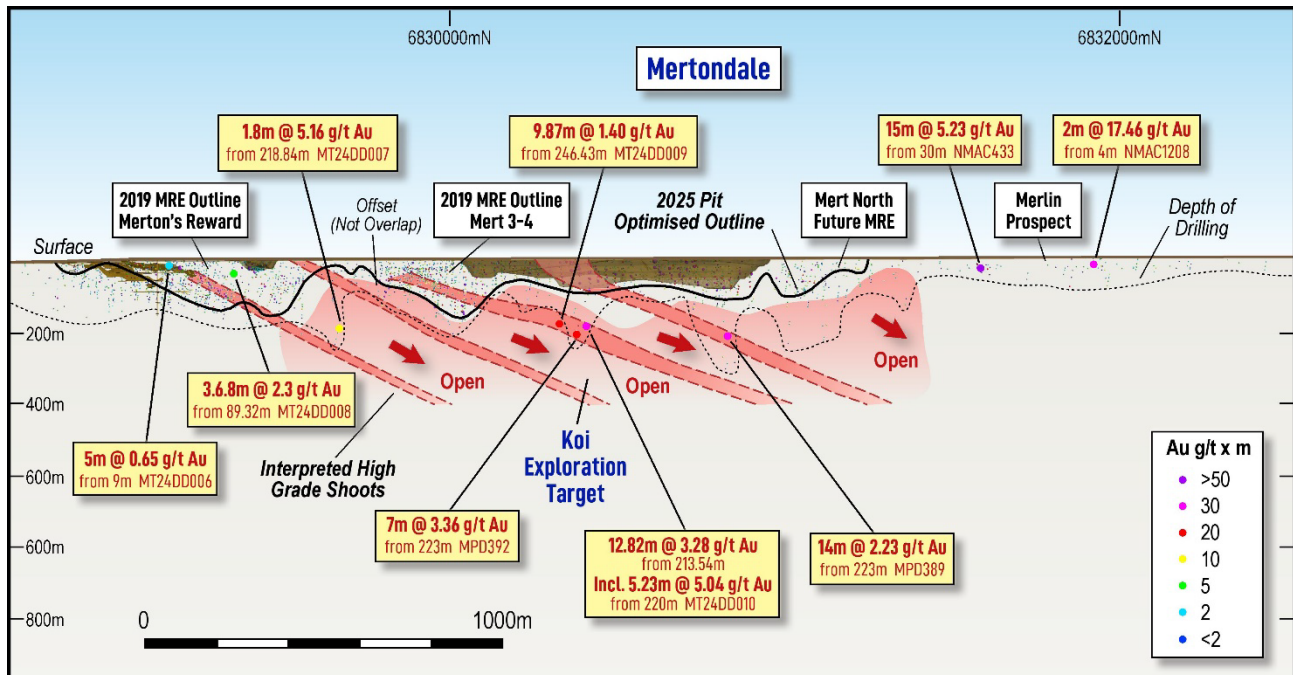 6830000mN
6832000mN
Mertondale
1.8m @ 5.16 g/t Au
from 218.84m MT24DD007
9.87m @ 1.40 g/t Au
from 246.43m MT24DD009
15m @ 5.23 g/t Au
from 30m NMAC433
2m @ 17.46 g/t Au
from 4m NMAC1208
2019 MRE Outline
Merton's Reward
Offset
(Not Overlap)
2019 MRE Outline
Mert 3-4
2025 Pit
Optimised Outline
Mert North
Future MRE
Merlin
Prospect
Depth of
Drilling
Surface
-200m
-400m
-600m
-800m
Open
Open
Open
3.6.8m @ 2.3 g/t Au
from 89.32m MT24DD008
5m @ 0.65 g/t Au
from 9m MT24DD006
Interpreted High
Grade Shoots
Koi
Exploration
Target
7m @ 3.36 g/t Au
from 223m MPD392
12.82m @ 3.28 g/t Au
from 213.54m
Incl. 5.23m @ 5.04 g/t Au
from 220m MT24DD010
14m @ 2.23 g/t Au
from 223m MPD389
Au g/t x m
>50
30
20
10
5
2
<2
0
1000m